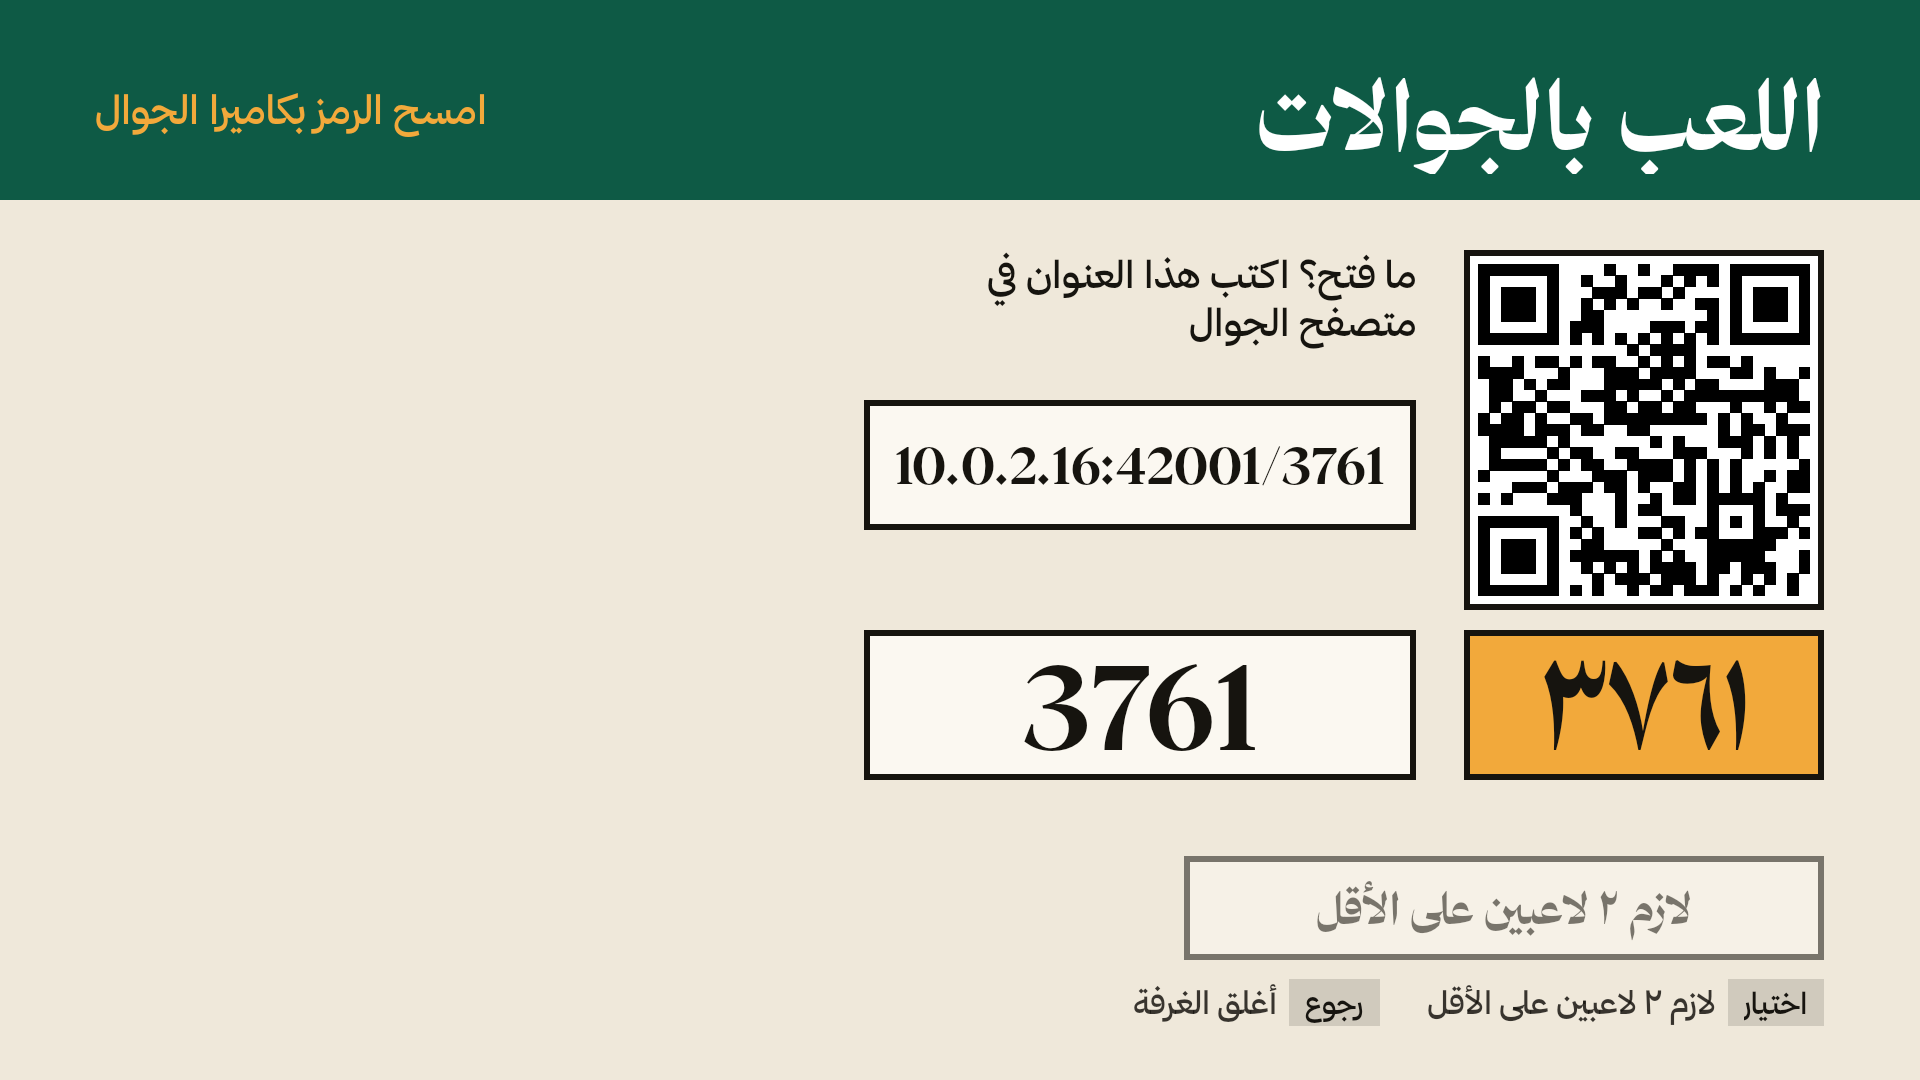 اللعب بالجوالات
امسح الرمز بكاميرا الجوال
ما فتح؟ اكتب هذا العنوان في
متصفح الجوال
10.0.2.16:42001/3761
٣٧٦١
3761
لازم ٢ لاعبين على الأقل
اختيار لازم ٢ لاعبين على الأقل رجوع أغلق الغرفة